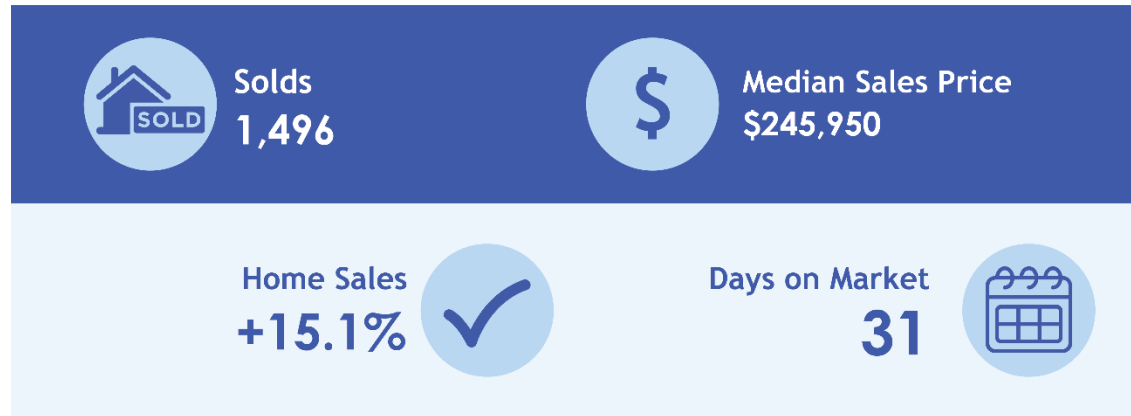 SOLD
Solds
1,496
$
Median Sales Price
$245,950
Home Sales
+15.1%
Days on Market
31